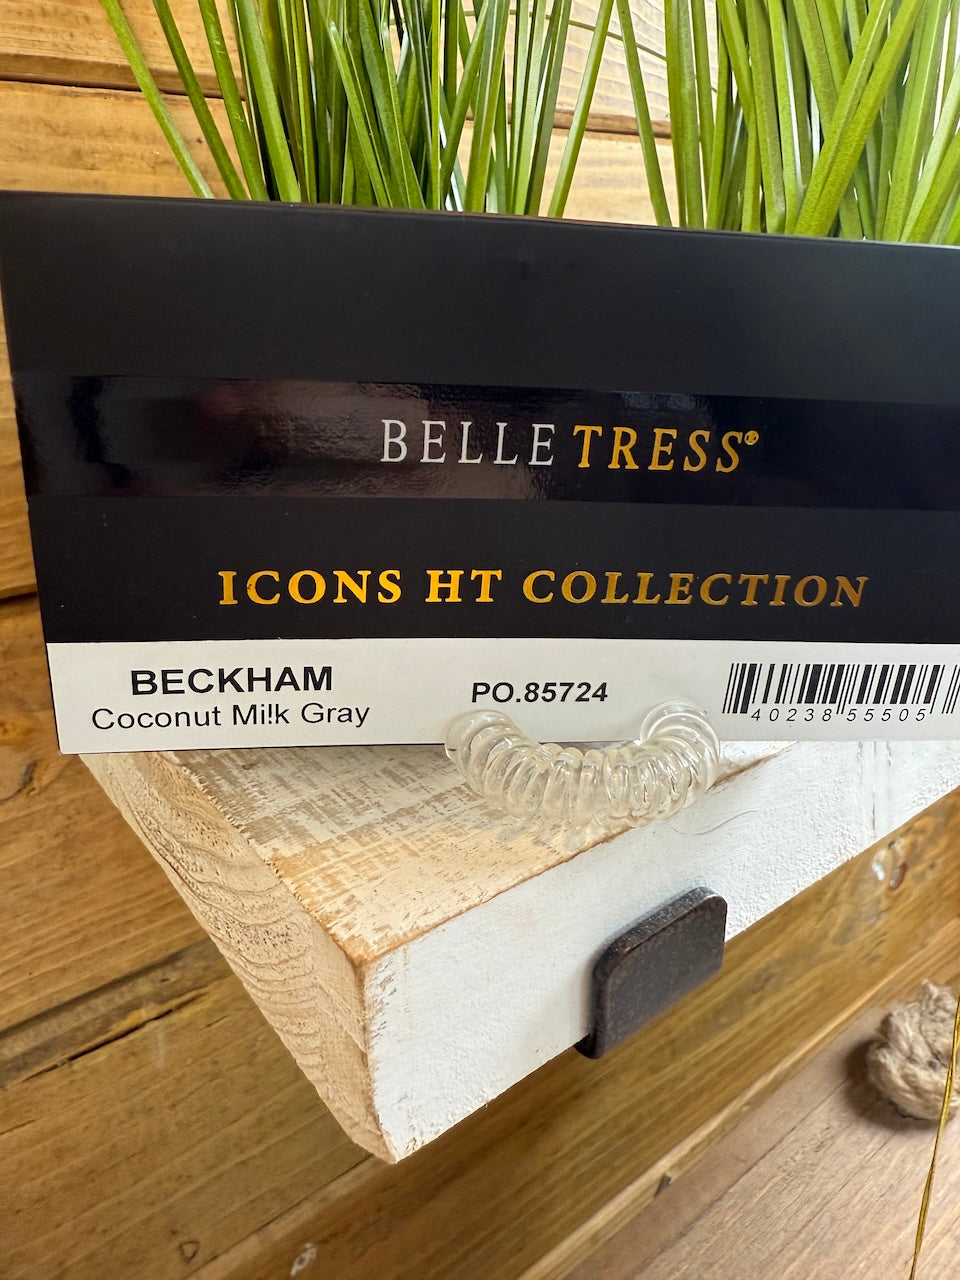 BELLE TRESS®
ICONS HT COLLECTION
BECKHAM
Coconut Milk Gray
PO.85724
40238 55505